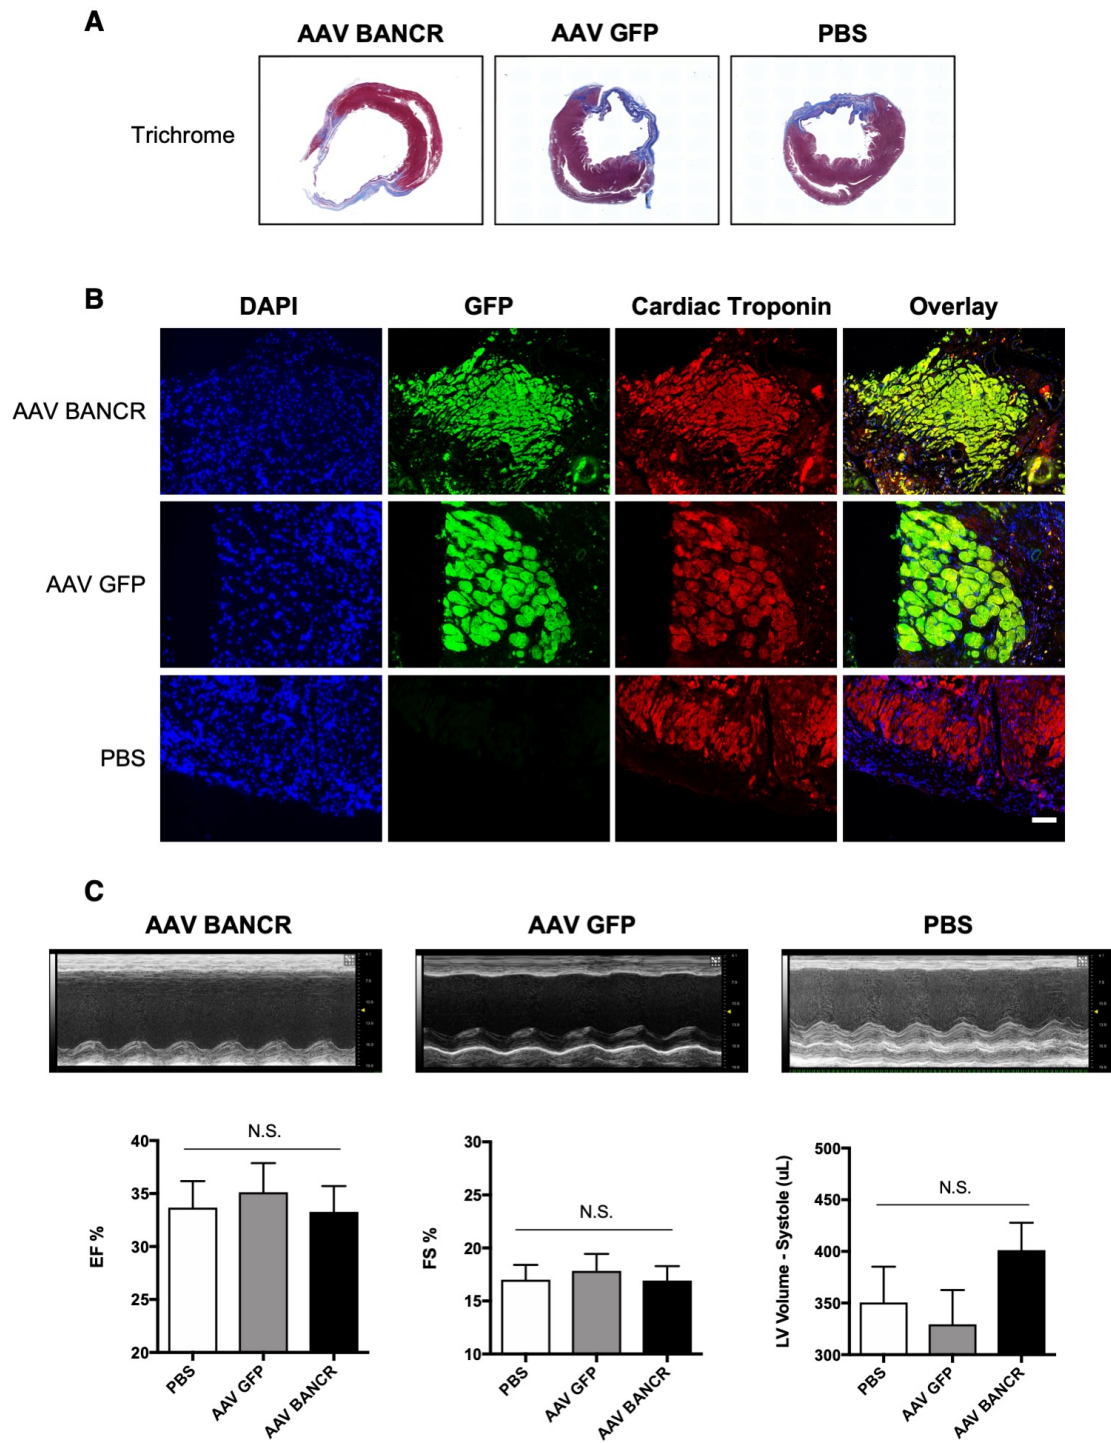 A
AAV BANCR AAV GFP PBS
Trichrome
B
DAPI GFP Cardiac Troponin Overlay
AAV BANCR
AAV GFP
PBS
C
AAV BANCR AAV GFP PBS
N.S.
40
35
30
25
20
EF %
PBS
AAV GFP
AAV BANCR
N.S.
30
25
20
15
10
FS %
PBS
AAV GFP
AAV BANCR
N.S.
500
450
400
350
300
LV Volume - Systole (uL)
PBS
AAV GFP
AAV BANCR